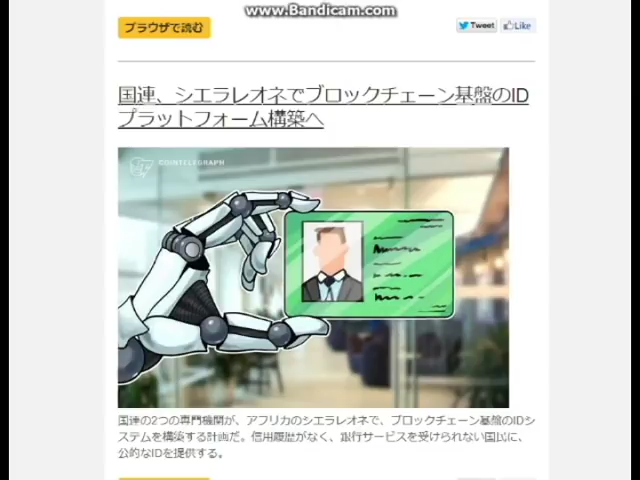 www.Bandicam.com
ブラウザで読む
Tweet
Like
国連、シエラレオネでブロックチェーン基盤のID
プラットフォーム構築へ
COINTELEGRAPH
国連の2つの専門機関が、アフリカのシエラレオネで、ブロックチェーン基盤のIDシ
ステムを構築する計画だ。信用履歴がなく、銀行サービスを受けられない国民に、
公的なIDを提供する。